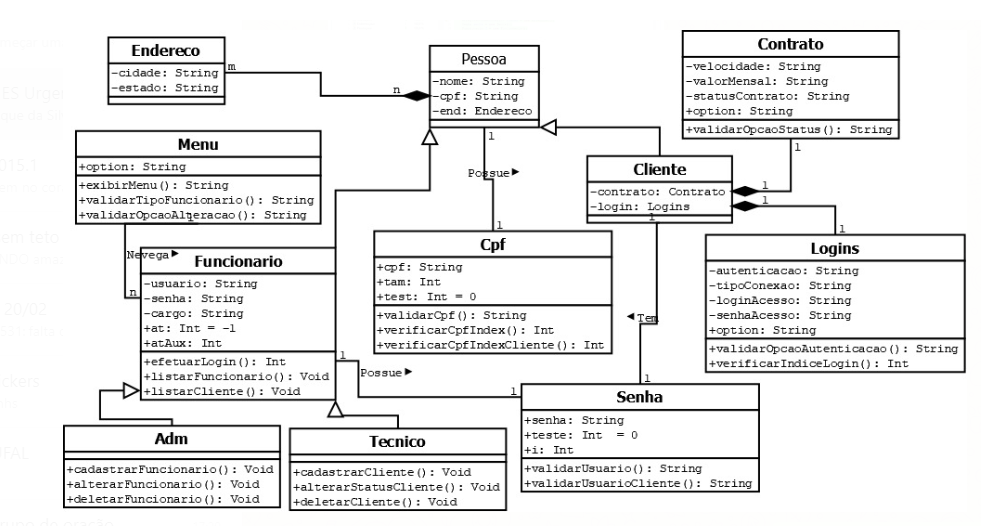 Endereco
-cidade: String
-estado: String
m
n
Pessoa
-nome: String
-cpf: String
-end: Endereco
1
Possue►
1
Contrato
-velocidade: String
-valorMensal: String
-statusContrato: String
+option: String
+validarOpcaoStatus(): String
1
Menu
+option: String
+exibirMenu(): String
+validarTipoFuncionario(): String
+validarOpcaoAlteracao(): String
1
Nevega►
n
Cliente
-contrato: Contrato
-login: Logins
1
1
1
1
Funcionario
-usuario: String
-senha: String
-cargo: String
+at: Int = -1
+atAux: Int
+efetuarLogin(): Int
+listarFuncionario(): Void
+listarCliente(): Void
Cpf
+cpf: String
+tam: Int
+test: Int = 0
+validarCpf(): String
+verificarCpfIndex(): Int
+verificarCpfIndexCliente(): Int
Logins
-autenticacao: String
-tipoConexao: String
-loginAcesso: String
-senhaAcesso: String
+option: String
+validarOpcaoAutenticacao(): String
+verificarIndiceLogin(): Int
◄Tem
1
1
Possue►
1
Senha
+senha: String
+teste: Int = 0
+i: Int
+validarUsuario(): String
+validarUsuarioCliente(): String
Adm
+cadastrarFuncionario(): Void
+alterarFuncionario(): Void
+deletarFuncionario(): Void
Tecnico
+cadastrarCliente(): Void
+alterarStatusCliente(): Void
+deletarCliente(): Void